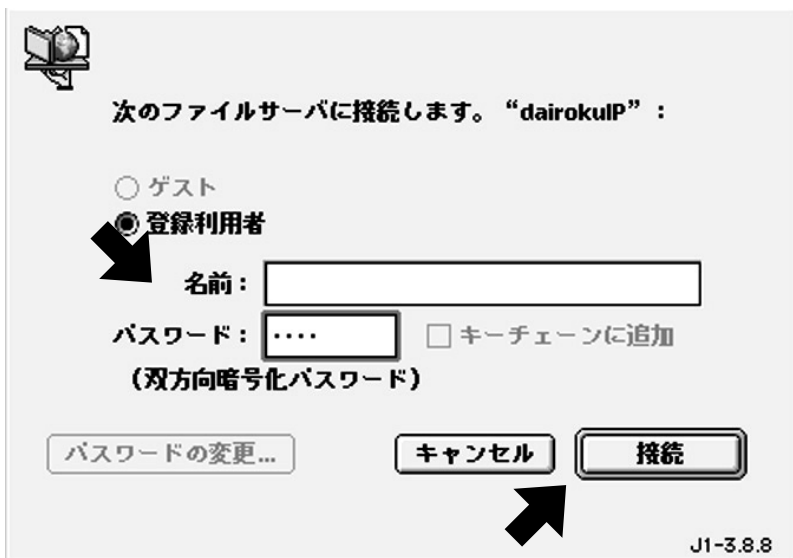 次のファイルサーバに接続します。“dairokuIP”：
ゲスト
登録利用者
名前：
パスワード： ････ キーチェーンに追加
（双方向暗号化パスワード）
パスワードの変更... キャンセル 接続
J1-3.8.8